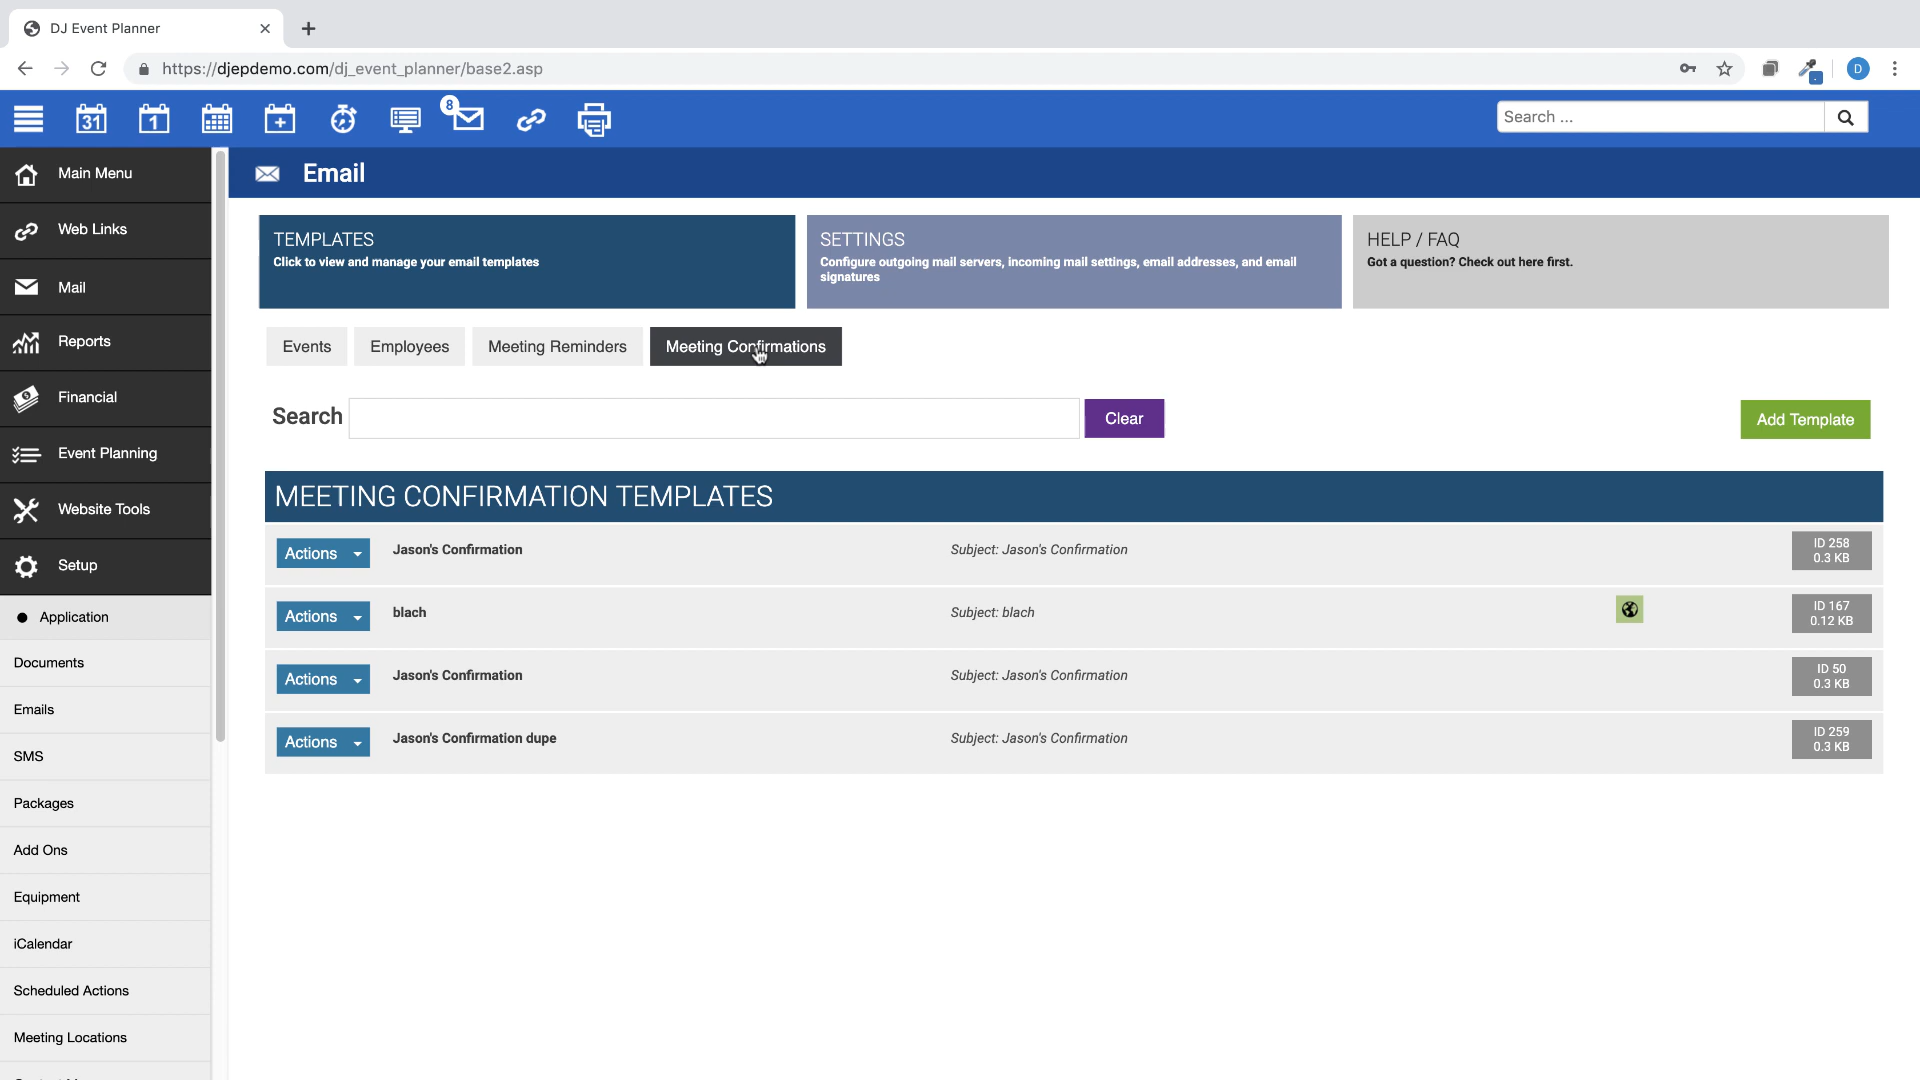 DJ Event Planner
https://djepdemo.com/dj_event_planner/base2.asp
D
31
1
8
Search ...
Main Menu
Web Links
Mail
Reports
Financial
Event Planning
Website Tools
Setup
Application
Documents
Emails
SMS
Packages
Add Ons
Equipment
iCalendar
Scheduled Actions
Meeting Locations
Email
TEMPLATES
Click to view and manage your email templates
SETTINGS
Configure outgoing mail servers, incoming mail settings, email addresses, and email
signatures
HELP / FAQ
Got a question? Check out here first.
Events
Employees
Meeting Reminders
Meeting Confirmations
Search
Clear
Add Template
MEETING CONFIRMATION TEMPLATES
Actions
Jason's Confirmation
Subject: Jason's Confirmation
ID 258
0.3 KB
Actions
blach
Subject: blach
ID 167
0.12 KB
Actions
Jason's Confirmation
Subject: Jason's Confirmation
ID 50
0.3 KB
Actions
Jason's Confirmation dupe
Subject: Jason's Confirmation
ID 259
0.3 KB